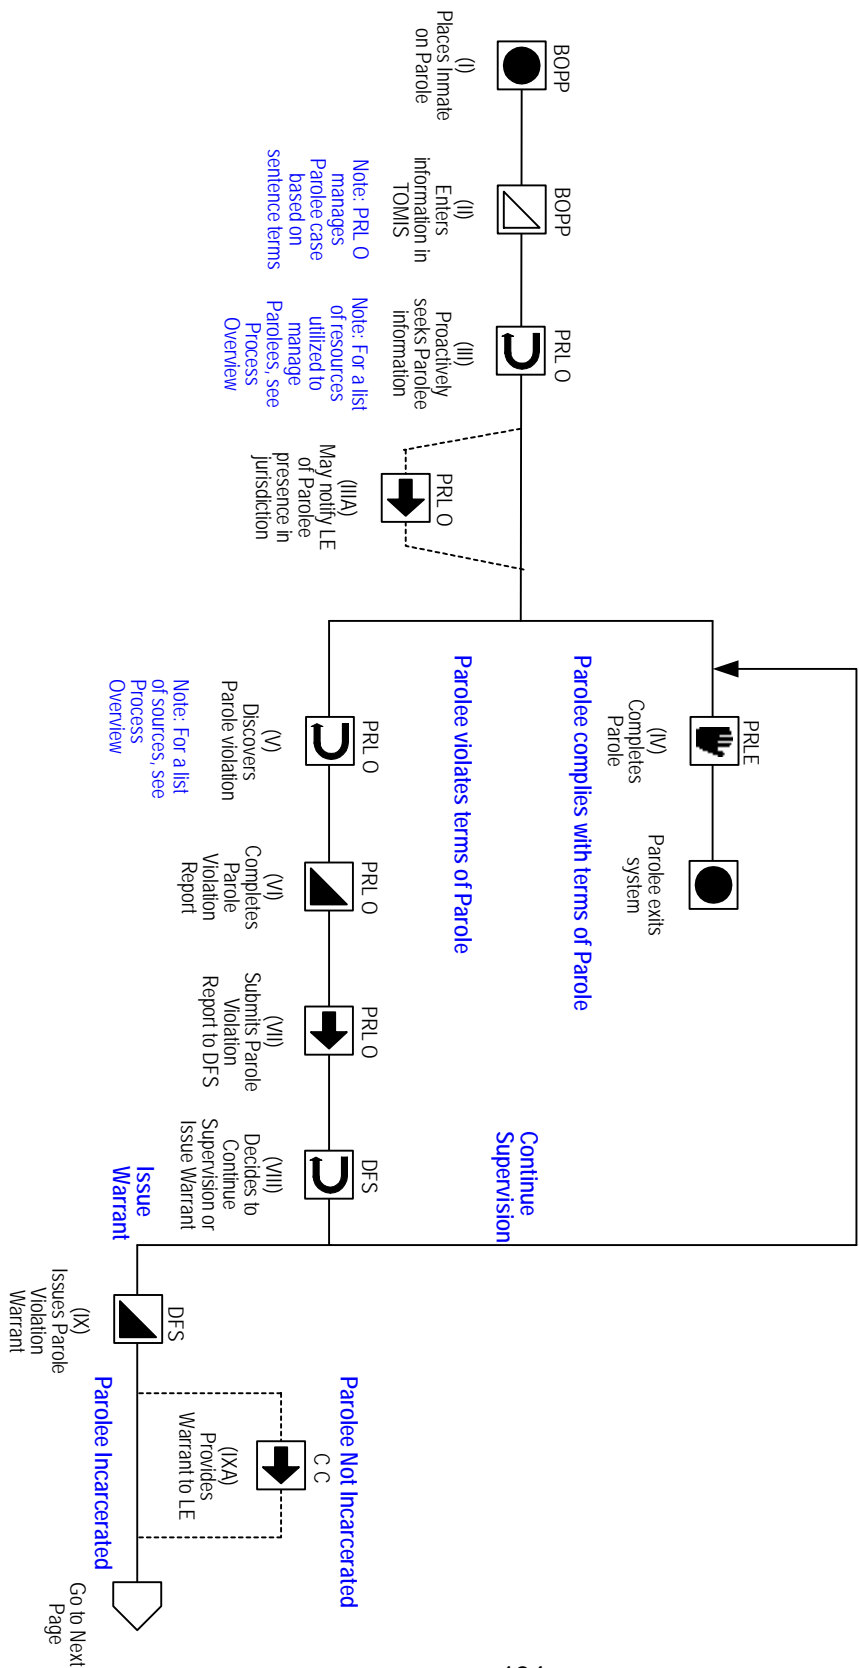 BOPP
(I)
Places Inmate
on Parole
BOPP
(II)
Enters
information in
TOMIS
Note: PRL O
manages
Parolee case
based on
sentence terms
PRL O
(III)
Proactively
seeks Parolee
information
Note: For a list
of resources
utilized to
manage
Parolees, see
Process
Overview
PRL O
(IIIA)
May notify LE
of Parolee
presence in
jurisdiction
Parolee complies with terms of Parole
PRLE
(IV)
Completes
Parole
Parolee exits
system
Parolee violates terms of Parole
PRL O
(V)
Discovers
Parole violation
Note: For a list
of sources, see
Process
Overview
PRL O
(VI)
Completes
Parole
Violation
Report
PRL O
(VII)
Submits Parole
Violation
Report to DFS
DFS
(VIII)
Decides to
Continue
Supervision or
Issue Warrant
Continue
Supervision
Issue
Warrant
DFS
(IX)
Issues Parole
Violation
Warrant
Parolee Not Incarcerated
C C
(IXA)
Provides
Warrant to LE
Parolee Incarcerated
Go to Next
Page